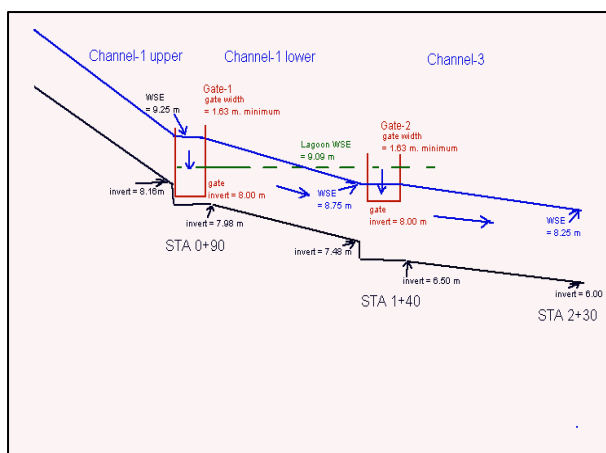 Channel-1 upper
Channel-1 lower
Channel-3
WSE
= 9.25 m
Gate-1
gate width
= 1.63 m. minimum
Lagoon WSE
= 9.09 m
Gate-2
gate width
= 1.63 m. minimum
invert = 8.16m
gate
invert = 8.00 m
WSE
= 8.75 m
gate
invert = 8.00 m
WSE
= 8.25 m
invert = 7.98 m
STA 0+90
invert = 7.48 m
invert = 6.50 m
invert = 6.00
STA 1+40
STA 2+30